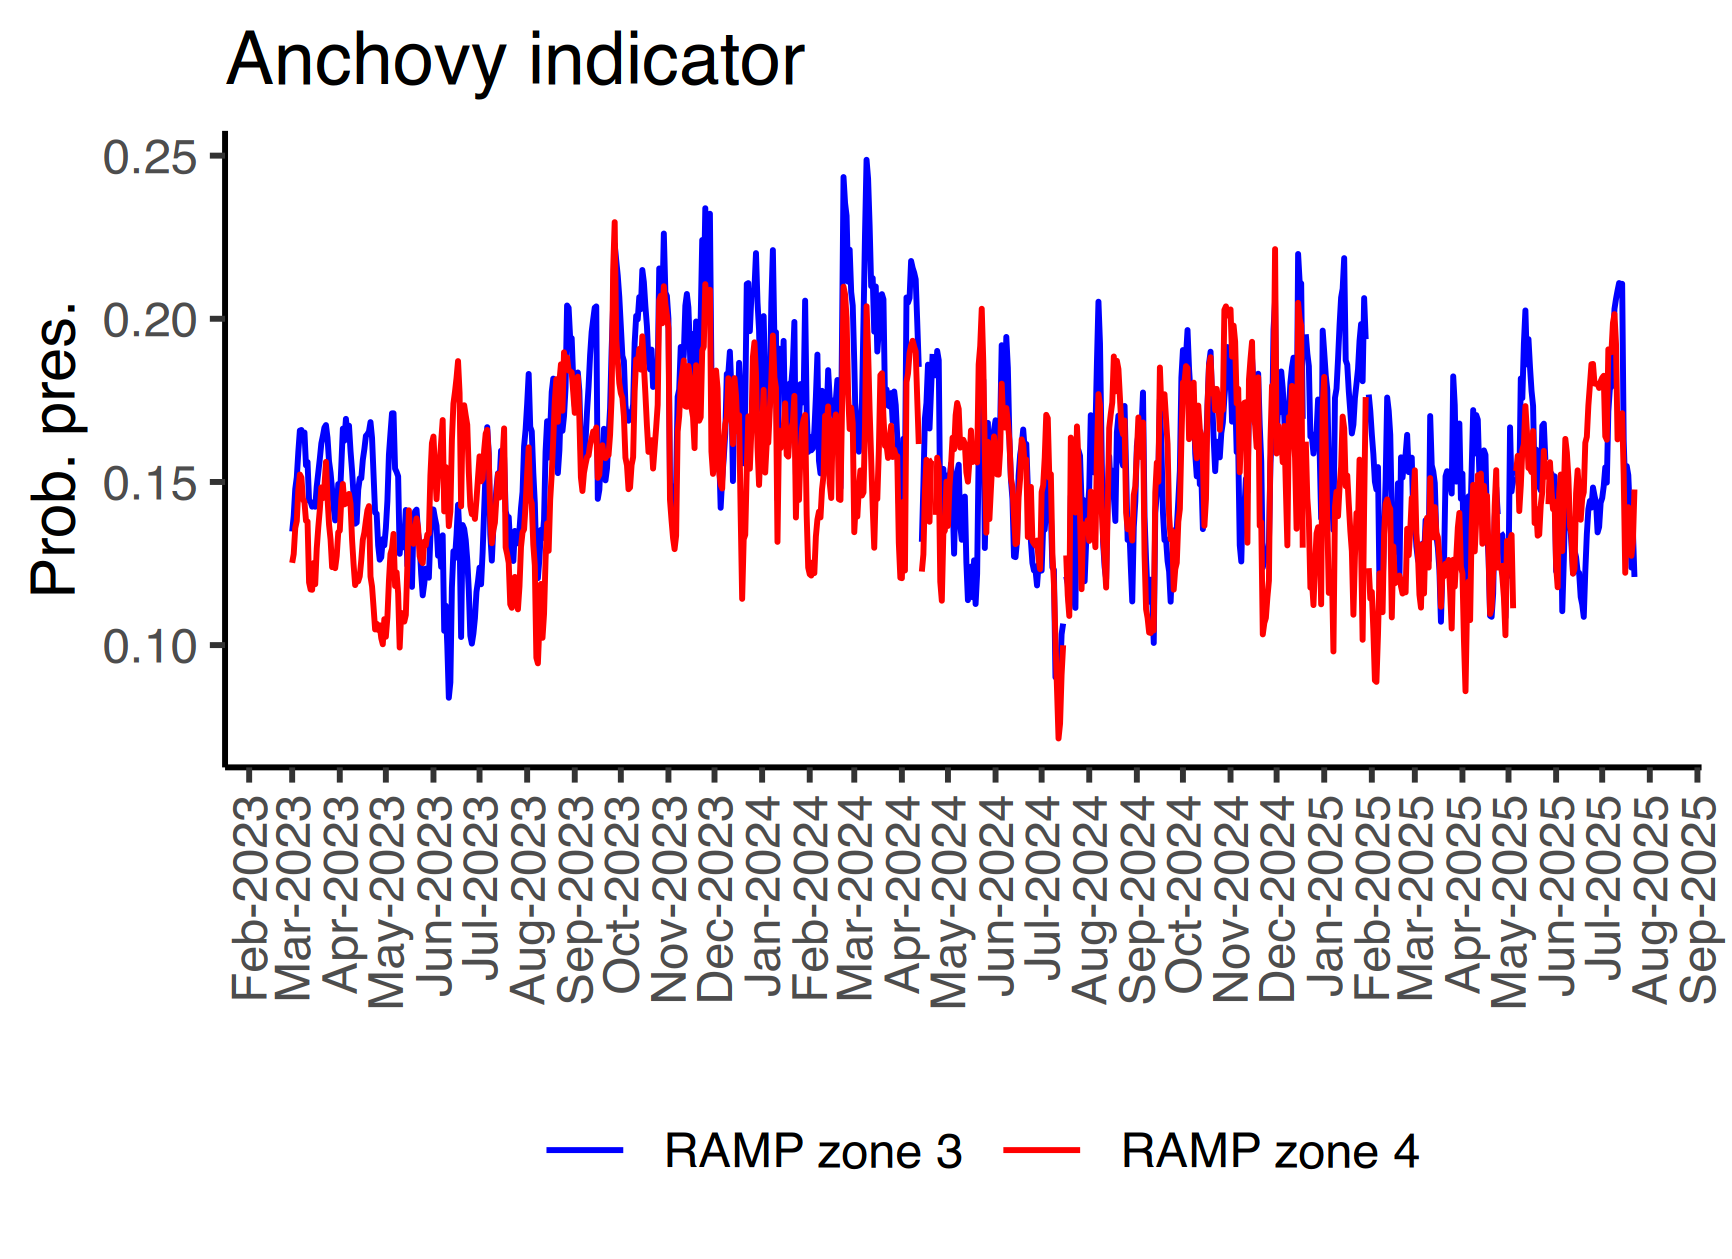 Anchovy indicator
Prob. pres.
0.25
0.20
0.15
0.10
Feb-2023
Mar-2023
Apr-2023
May-2023
Jun-2023
Jul-2023
Aug-2023
Sep-2023
Oct-2023
Nov-2023
Dec-2023
Jan-2024
Feb-2024
Mar-2024
Apr-2024
May-2024
Jun-2024
Jul-2024
Aug-2024
Sep-2024
Oct-2024
Nov-2024
Dec-2024
Jan-2025
Feb-2025
Mar-2025
Apr-2025
May-2025
Jun-2025
Jul-2025
Aug-2025
Sep-2025
RAMP zone 3
RAMP zone 4